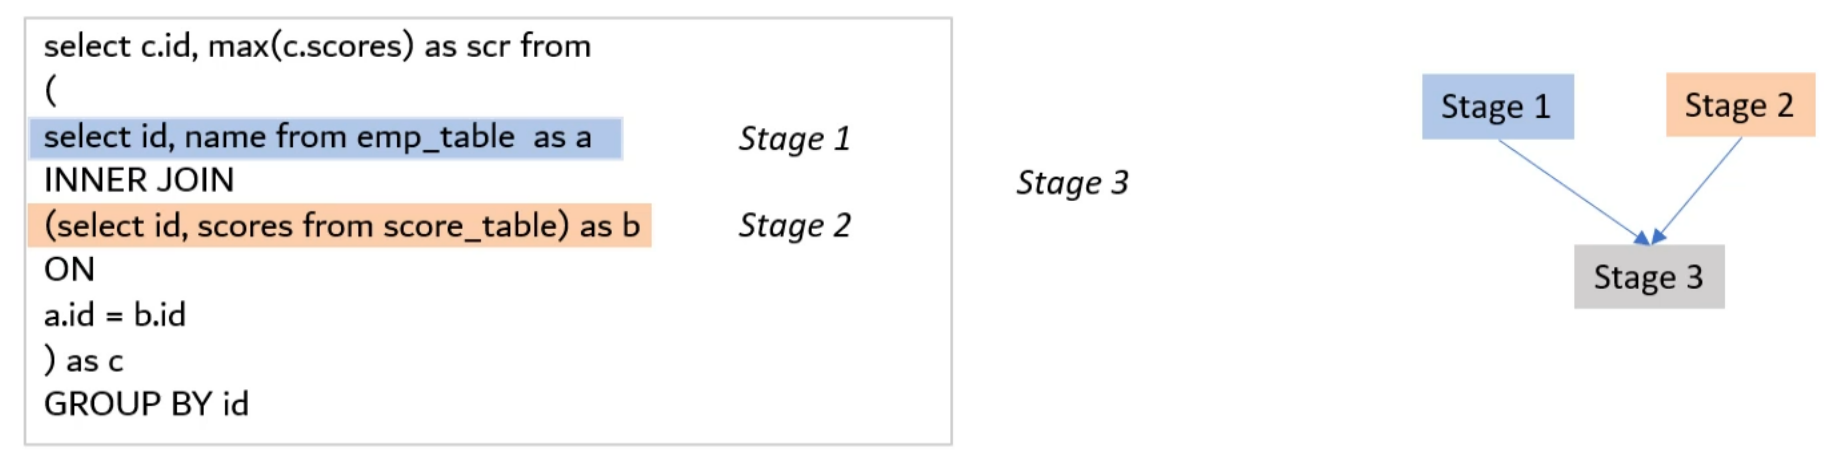 select c.id, max(c.scores) as scr from
(
select id, name from emp_table  as a
Stage 1
INNER JOIN
Stage 3
(select id, scores from score_table) as b
Stage 2
ON
a.id = b.id
) as c
GROUP BY id
Stage 1
Stage 2
Stage 3